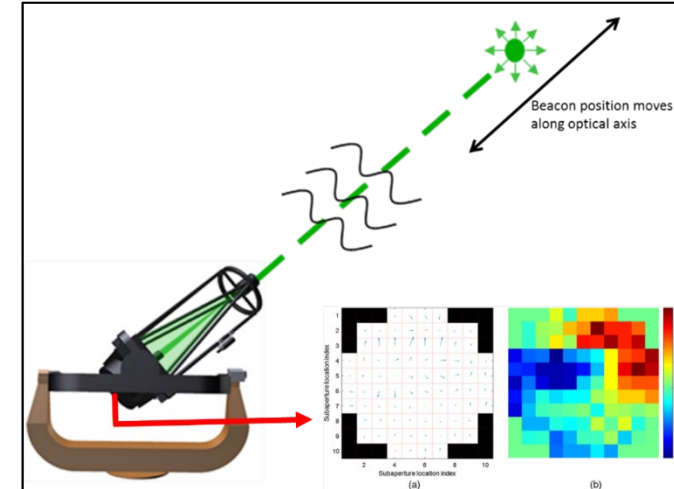 Beacon position moves
along optical axis
Subaperture location index
1
2
3
4
5
6
7
8
9
10
2
4
6
8
10
Subaperture location index
(a)
(b)